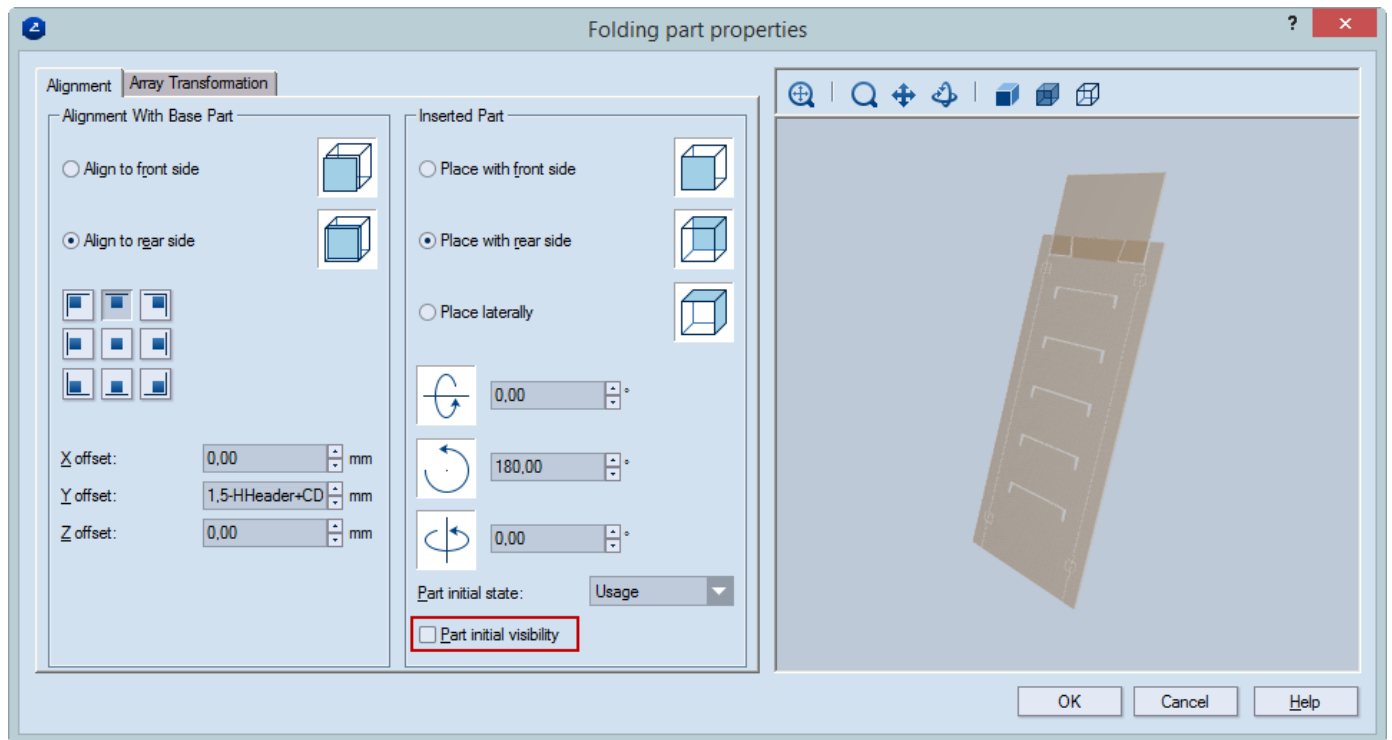 Folding part properties
?
Alignment
Array Transformation
Alignment With Base Part
Align to front side
Align to rear side
X offset: 0,00 mm
Y offset: 1,5-HHeader+CD mm
Z offset: 0,00 mm
Inserted Part
Place with front side
Place with rear side
Place laterally
0,00 °
180,00 °
0,00 °
Part initial state: Usage
Part initial visibility
OK
Cancel
Help